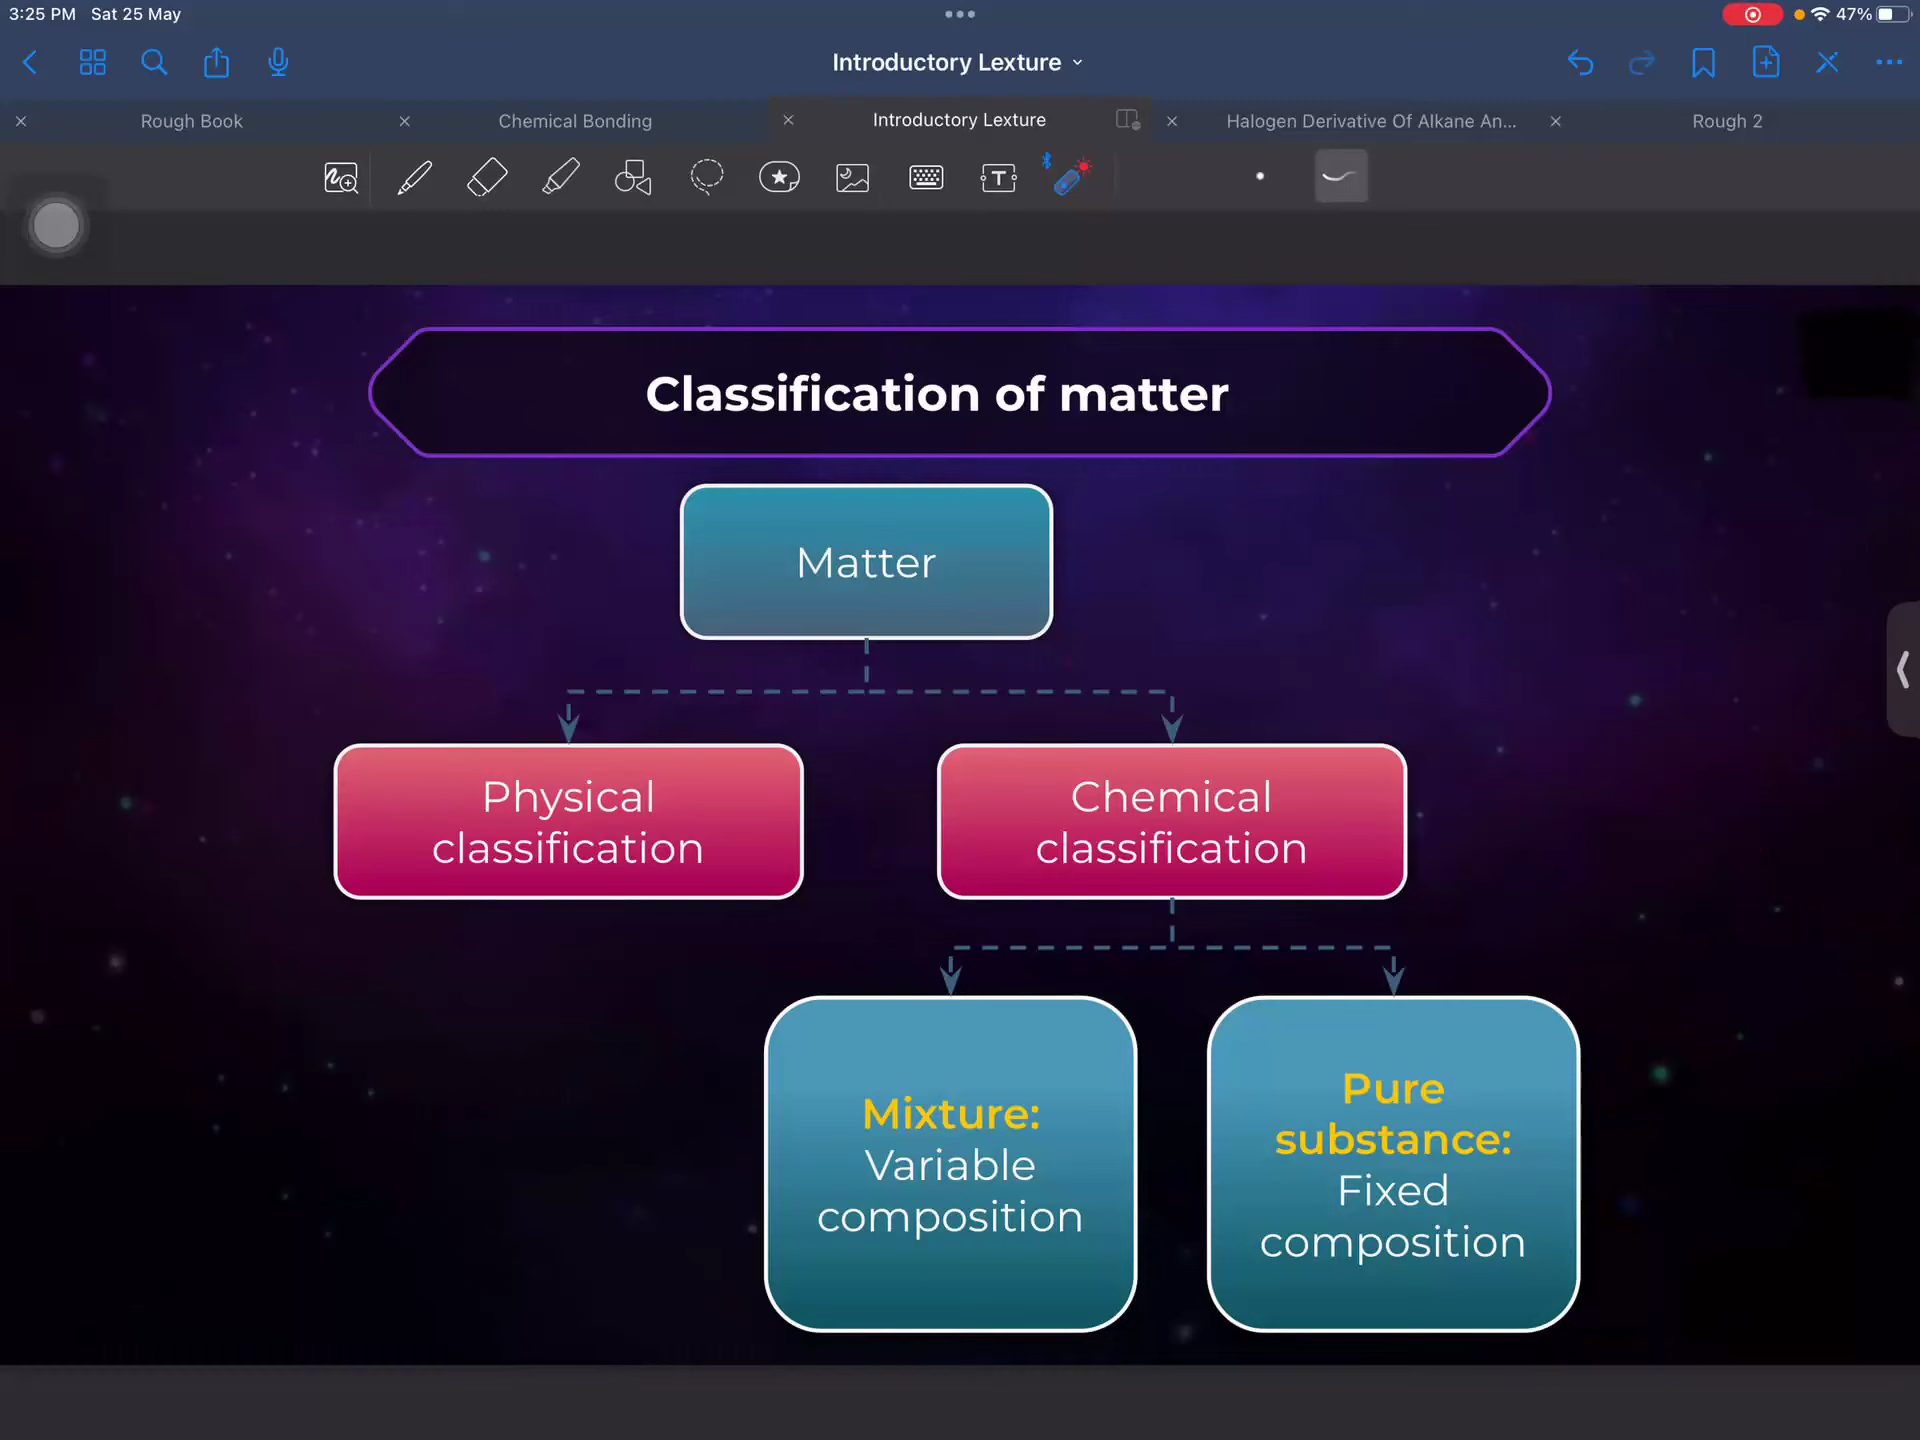 3:25 PM Sat 25 May
47%
Introductory Lexture
Rough Book
Chemical Bonding
Introductory Lexture
Halogen Derivative Of Alkane An...
Rough 2
Classification of matter
Matter
Physical
classification
Chemical
classification
Mixture:
Variable
composition
Pure
substance:
Fixed
composition